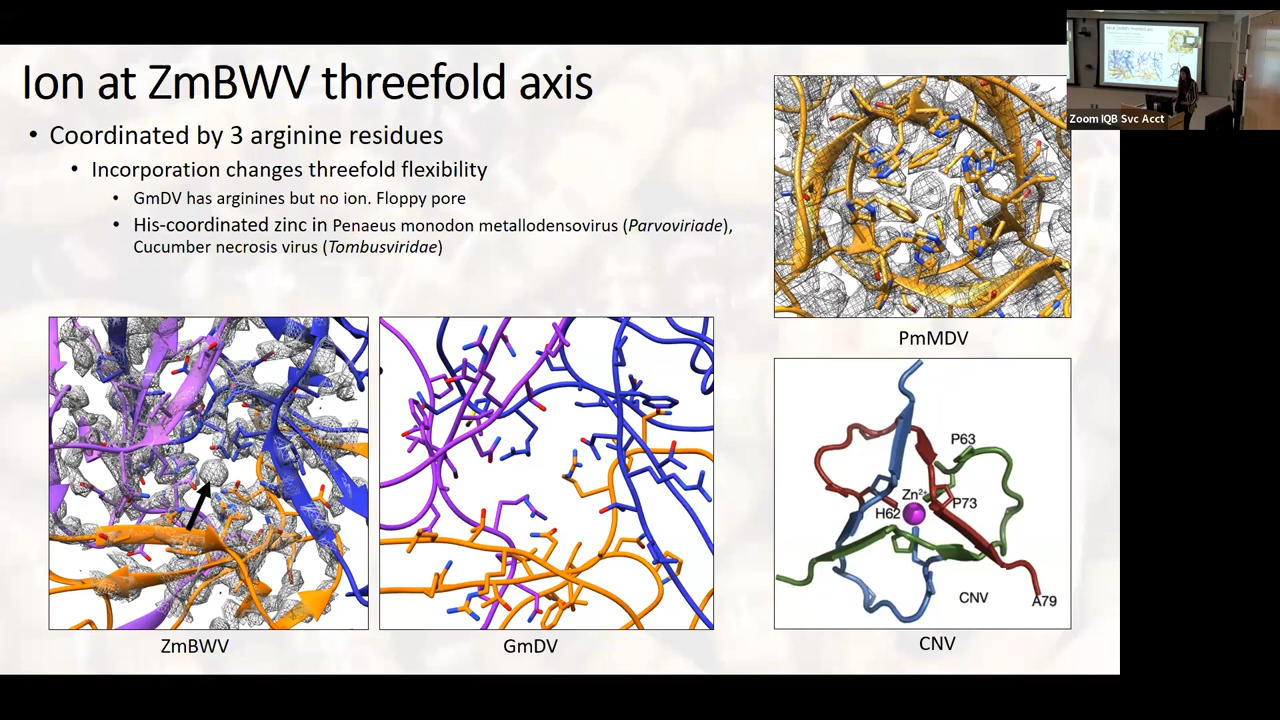 Ion at ZmBWV threefold axis
• Coordinated by 3 arginine residues
• Incorporation changes threefold flexibility
• GmDV has arginines but no ion. Floppy pore
• His-coordinated zinc in Penaeus monodon metallodensovirus (Parvoviriade),
Cucumber necrosis virus (Tombusviridae)
ZmBWV
GmDV
PmMDV
P63
Zn²⁺
H62
P73
CNV
A79
CNV
Zoom IQB Svc Acct